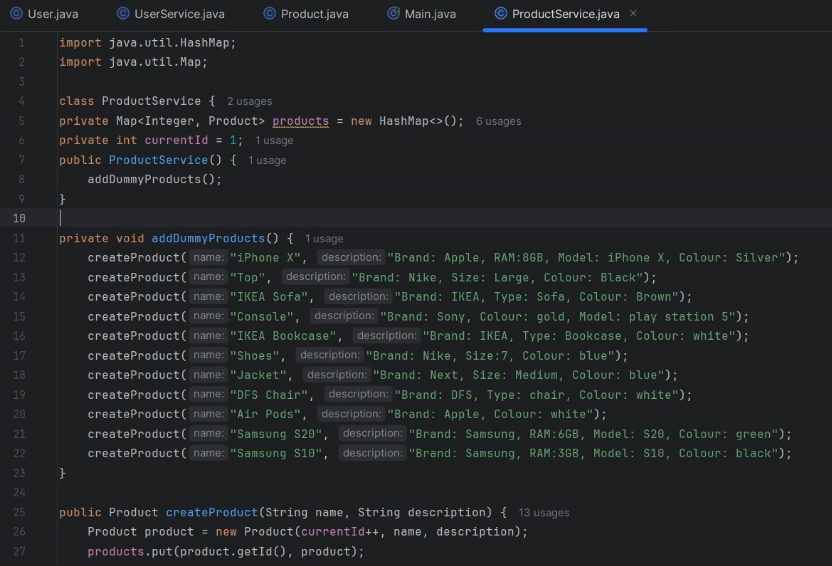 User.java UserService.java Product.java Main.java ProductService.java ×
1 import java.util.HashMap;
2 import java.util.Map;
3
4 class ProductService { 2 usages
5 private Map<Integer, Product> products = new HashMap<>(); 6 usages
6 private int currentId = 1; 1 usage
7 public ProductService() { 1 usage
8 addDummyProducts();
9 }
10
11 private void addDummyProducts() { 1 usage
12 createProduct( name: "iPhone X", description: "Brand: Apple, RAM:8GB, Model: iPhone X, Colour: Silver");
13 createProduct( name: "Top", description: "Brand: Nike, Size: Large, Colour: Black");
14 createProduct( name: "IKEA Sofa", description: "Brand: IKEA, Type: Sofa, Colour: Brown");
15 createProduct( name: "Console", description: "Brand: Sony, Colour: gold, Model: play station 5");
16 createProduct( name: "IKEA Bookcase", description: "Brand: IKEA, Type: Bookcase, Colour: white");
17 createProduct( name: "Shoes", description: "Brand: Nike, Size:7, Colour: blue");
18 createProduct( name: "Jacket", description: "Brand: Next, Size: Medium, Colour: blue");
19 createProduct( name: "DFS Chair", description: "Brand: DFS, Type: chair, Colour: white");
20 createProduct( name: "Air Pods", description: "Brand: Apple, Colour: white");
21 createProduct( name: "Samsung S20", description: "Brand: Samsung, RAM:6GB, Model: S20, Colour: green");
22 createProduct( name: "Samsung S10", description: "Brand: Samsung, RAM:3GB, Model: S10, Colour: black");
23 }
24
25 public Product createProduct(String name, String description) { 13 usages
26 Product product = new Product(currentId++, name, description);
27 products.put(product.getId(), product);